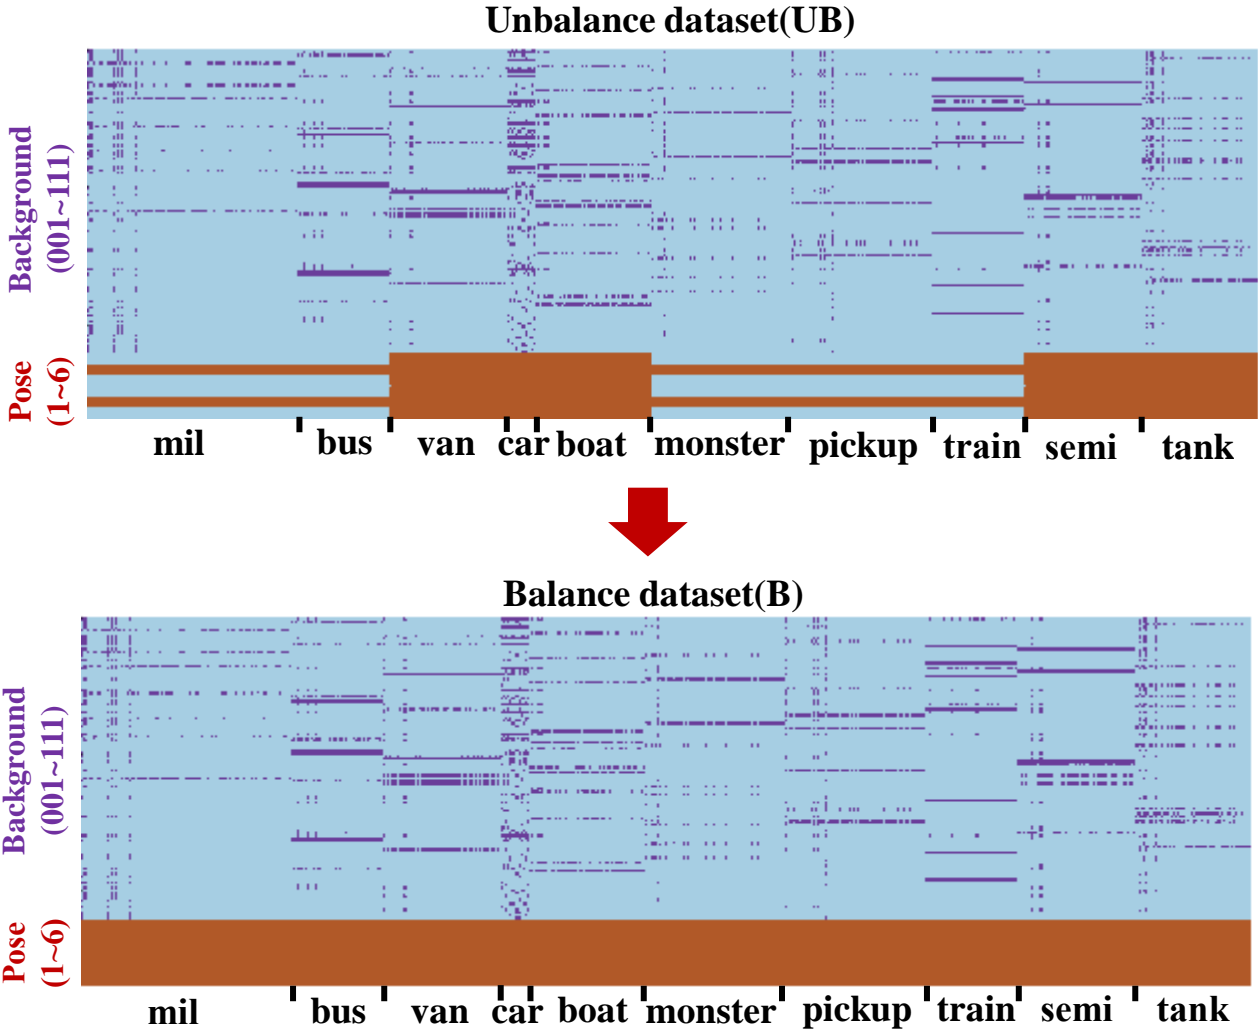 Unbalance dataset(UB)
Background
(001~111)
Pose
(1~6)
mil bus van car boat monster pickup train semi tank
Balance dataset(B)
Background
(001~111)
Pose
(1~6)
mil bus van car boat monster pickup train semi tank